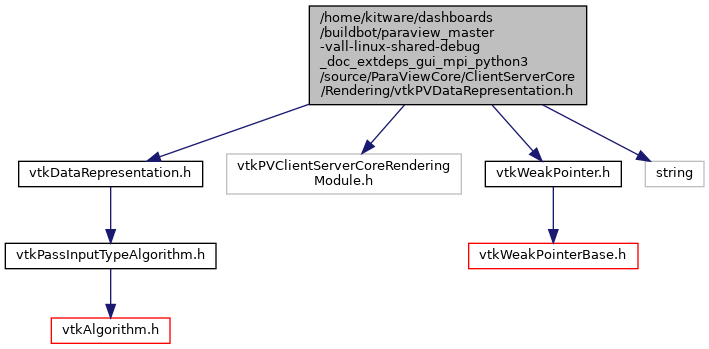 /home/kitware/dashboards
/buildbot/paraview_master
-vall-linux-shared-debug
_doc_extdeps_gui_mpi_python3
/source/ParaViewCore/ClientServerCore
/Rendering/vtkPVDataRepresentation.h
vtkDataRepresentation.h
vtkPVClientServerCoreRendering
Module.h
vtkWeakPointer.h
string
vtkPassInputTypeAlgorithm.h
vtkWeakPointerBase.h
vtkAlgorithm.h